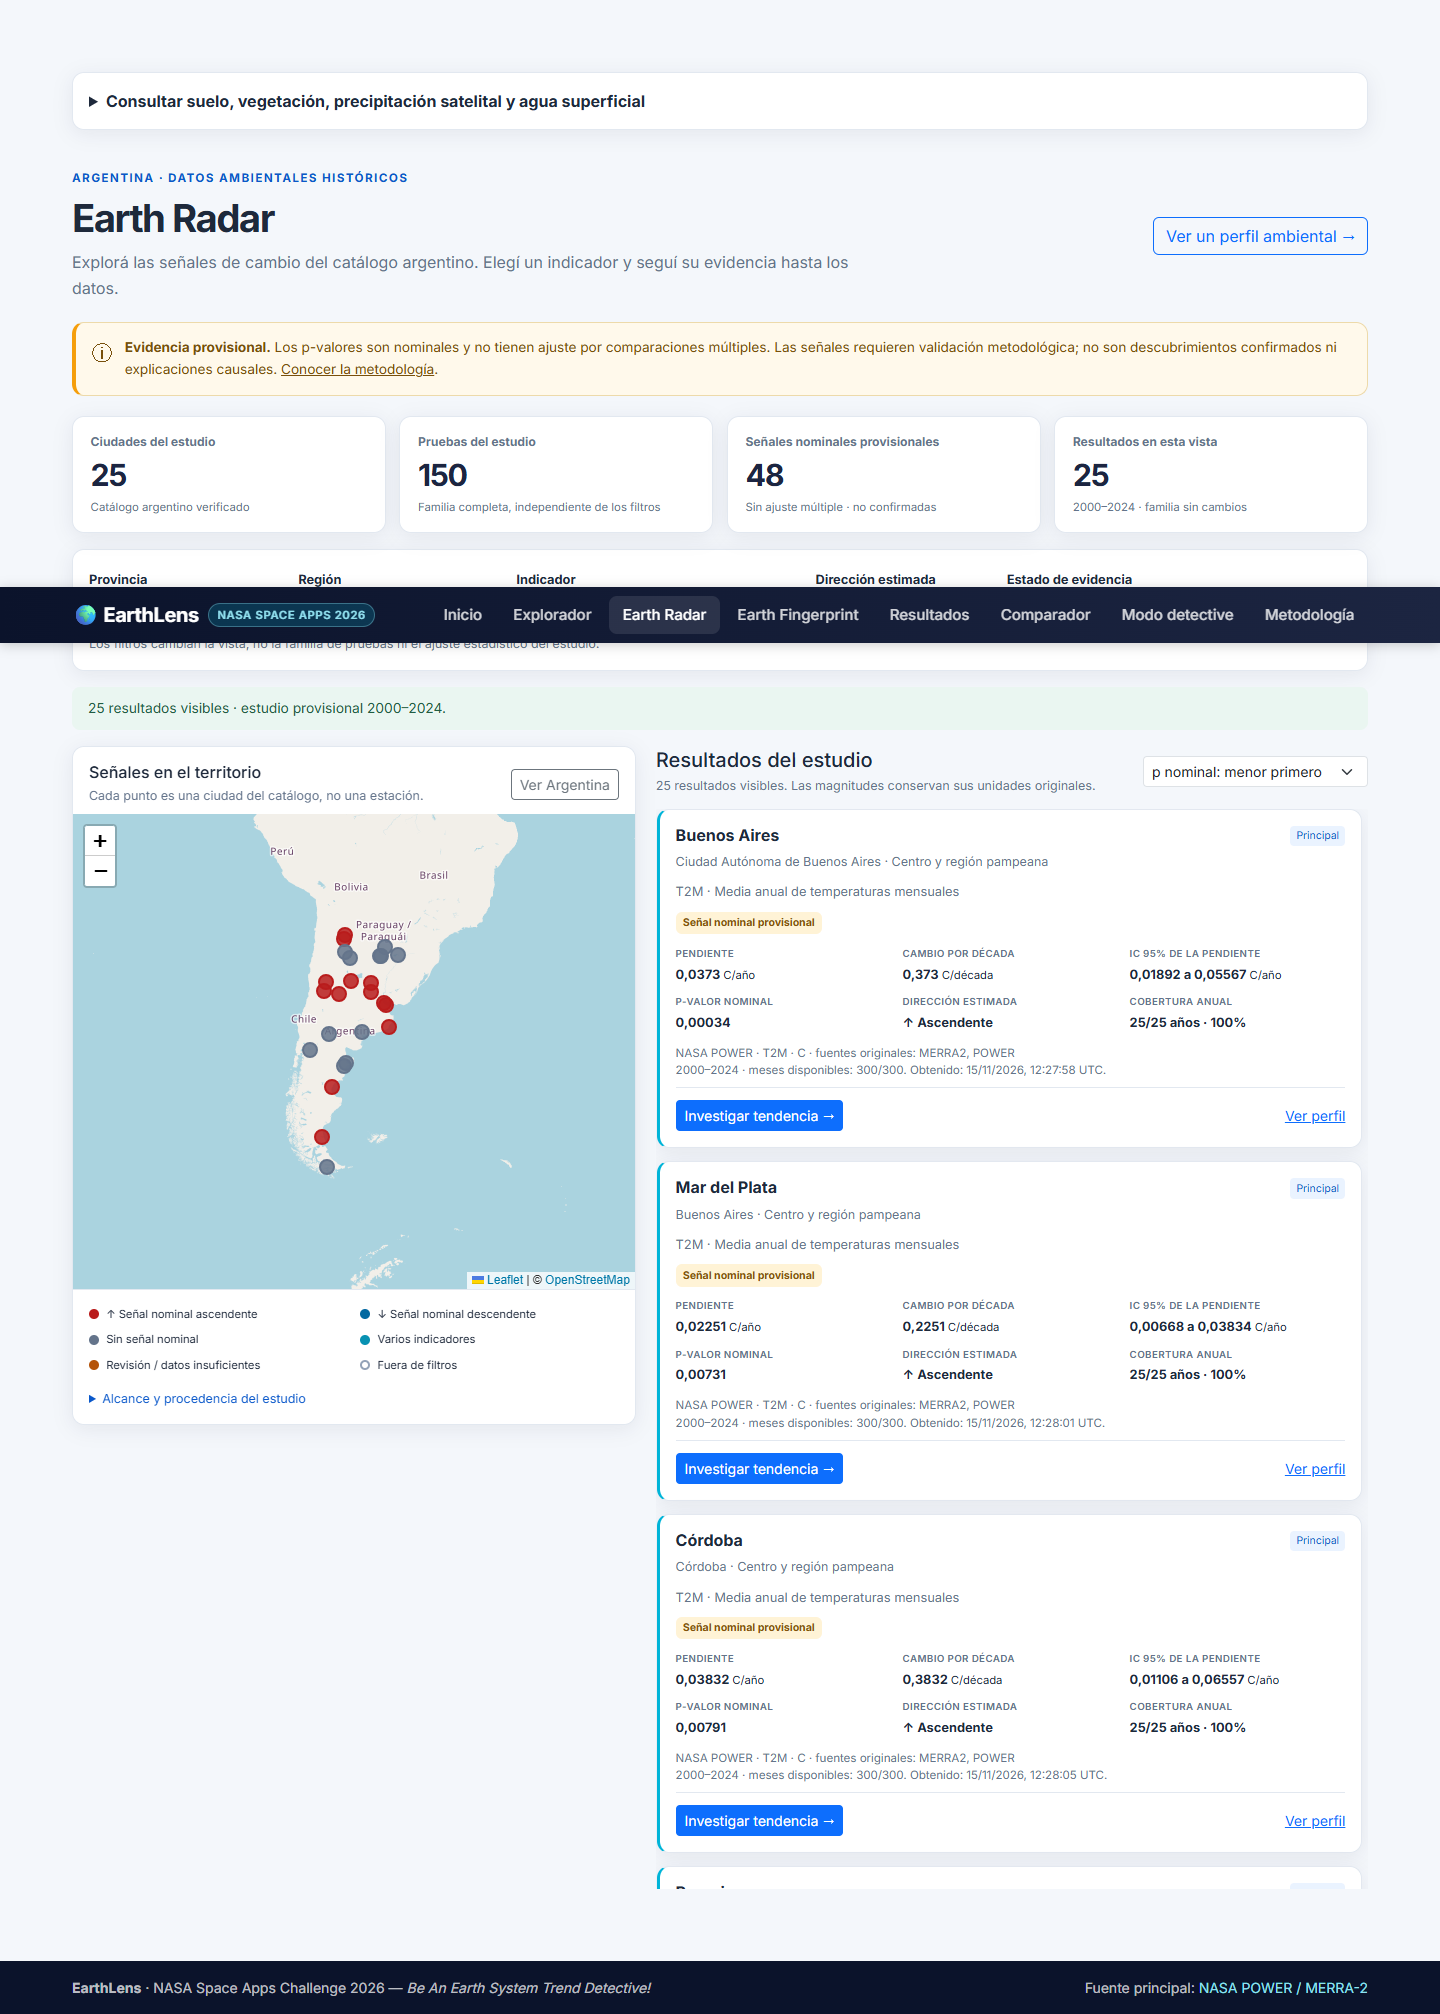 Consultar suelo, vegetación, precipitación satelital y agua superficial
ARGENTINA · DATOS AMBIENTALES HISTÓRICOS
Earth Radar
Explorá las señales de cambio del catálogo argentino. Elegí un indicador y seguí su evidencia hasta los
datos.
Ver un perfil ambiental →
Evidencia provisional. Los p-valores son nominales y no tienen ajuste por comparaciones múltiples. Las señales requieren validación metodológica; no son descubrimientos confirmados ni
explicaciones causales. Conocer la metodología.
Ciudades del estudio
25
Catálogo argentino verificado
Pruebas del estudio
150
Familia completa, independiente de los filtros
Señales nominales provisionales
48
Sin ajuste múltiple · no confirmadas
Resultados en esta vista
25
2000–2024 · familia sin cambios
Provincia Región Indicador Dirección estimada Estado de evidencia
EarthLens NASA SPACE APPS 2026 Inicio Explorador Earth Radar Earth Fingerprint Resultados Comparador Modo detective Metodología
Los filtros cambian la vista, no la familia de pruebas ni el ajuste estadístico del estudio.
25 resultados visibles · estudio provisional 2000–2024.
Señales en el territorio
Cada punto es una ciudad del catálogo, no una estación.
Ver Argentina
+
−
Perú
Bolivia
Brasil
Paraguay /
Paraguái
Chile
Argentina
Leaflet | © OpenStreetMap
↑ Señal nominal ascendente
↓ Señal nominal descendente
Sin señal nominal
Varios indicadores
Revisión / datos insuficientes
Fuera de filtros
Alcance y procedencia del estudio
Resultados del estudio
25 resultados visibles. Las magnitudes conservan sus unidades originales.
p nominal: menor primero
Buenos Aires
Principal
Ciudad Autónoma de Buenos Aires · Centro y región pampeana
T2M · Media anual de temperaturas mensuales
Señal nominal provisional
PENDIENTE CAMBIO POR DÉCADA IC 95% DE LA PENDIENTE
0,0373 C/año 0,373 C/década 0,01892 a 0,05567 C/año
P-VALOR NOMINAL DIRECCIÓN ESTIMADA COBERTURA ANUAL
0,00034 ↑ Ascendente 25/25 años · 100%
NASA POWER · T2M · C · fuentes originales: MERRA2, POWER
2000–2024 · meses disponibles: 300/300. Obtenido: 15/11/2026, 12:27:58 UTC.
Investigar tendencia → Ver perfil
Mar del Plata
Principal
Buenos Aires · Centro y región pampeana
T2M · Media anual de temperaturas mensuales
Señal nominal provisional
PENDIENTE CAMBIO POR DÉCADA IC 95% DE LA PENDIENTE
0,02251 C/año 0,2251 C/década 0,00668 a 0,03834 C/año
P-VALOR NOMINAL DIRECCIÓN ESTIMADA COBERTURA ANUAL
0,00731 ↑ Ascendente 25/25 años · 100%
NASA POWER · T2M · C · fuentes originales: MERRA2, POWER
2000–2024 · meses disponibles: 300/300. Obtenido: 15/11/2026, 12:28:01 UTC.
Investigar tendencia → Ver perfil
Córdoba
Principal
Córdoba · Centro y región pampeana
T2M · Media anual de temperaturas mensuales
Señal nominal provisional
PENDIENTE CAMBIO POR DÉCADA IC 95% DE LA PENDIENTE
0,03832 C/año 0,3832 C/década 0,01106 a 0,06557 C/año
P-VALOR NOMINAL DIRECCIÓN ESTIMADA COBERTURA ANUAL
0,00791 ↑ Ascendente 25/25 años · 100%
NASA POWER · T2M · C · fuentes originales: MERRA2, POWER
2000–2024 · meses disponibles: 300/300. Obtenido: 15/11/2026, 12:28:05 UTC.
Investigar tendencia → Ver perfil
EarthLens · NASA Space Apps Challenge 2026 — Be An Earth System Trend Detective!
Fuente principal: NASA POWER / MERRA-2